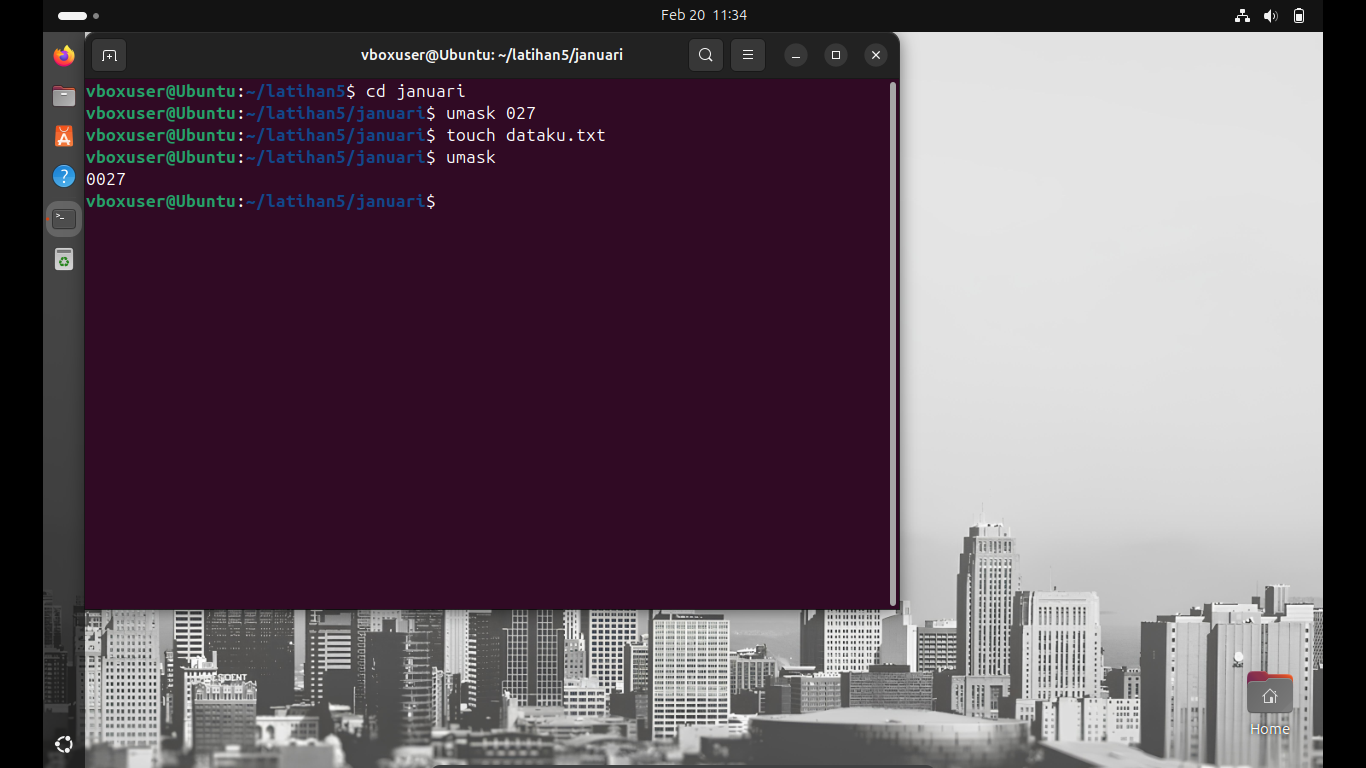 Feb 20 11:34
vboxuser@Ubuntu: ~/latihan5/januari
vboxuser@Ubuntu:~/latihan5$ cd januari
vboxuser@Ubuntu:~/latihan5/januari$ umask 027
vboxuser@Ubuntu:~/latihan5/januari$ touch dataku.txt
vboxuser@Ubuntu:~/latihan5/januari$ umask
0027
vboxuser@Ubuntu:~/latihan5/januari$
Home